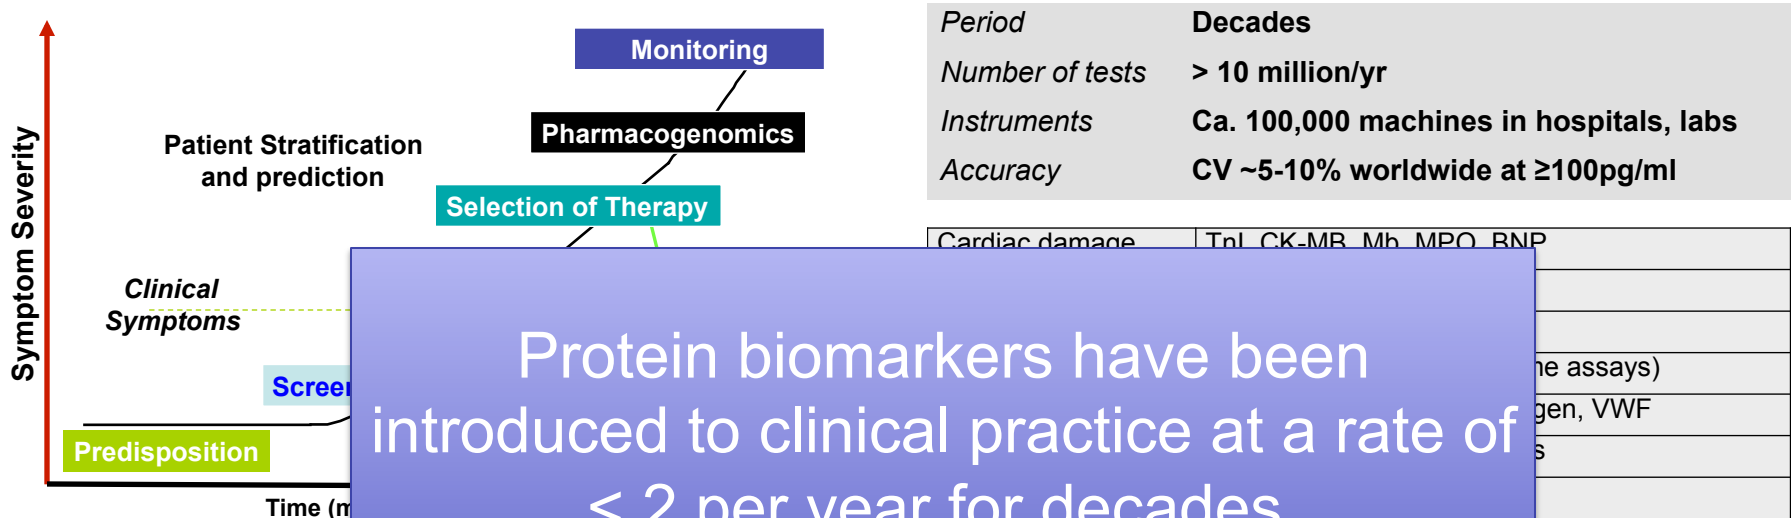 Symptom Severity
Monitoring
Pharmacogenomics
Patient Stratification
and prediction
Selection of Therapy
Clinical
Symptoms
Predisposition
Time
Period Decades
Number of tests > 10 million/yr
Instruments Ca. 100,000 machines in hospitals, labs
Accuracy CV ~5-10% worldwide at ≥100pg/ml
Cardiac damage TnI, CK-MB, Mb, MPO, BNP
assays)
VWF
Protein biomarkers have been
introduced to clinical practice at a rate of
< 2 per year for decades